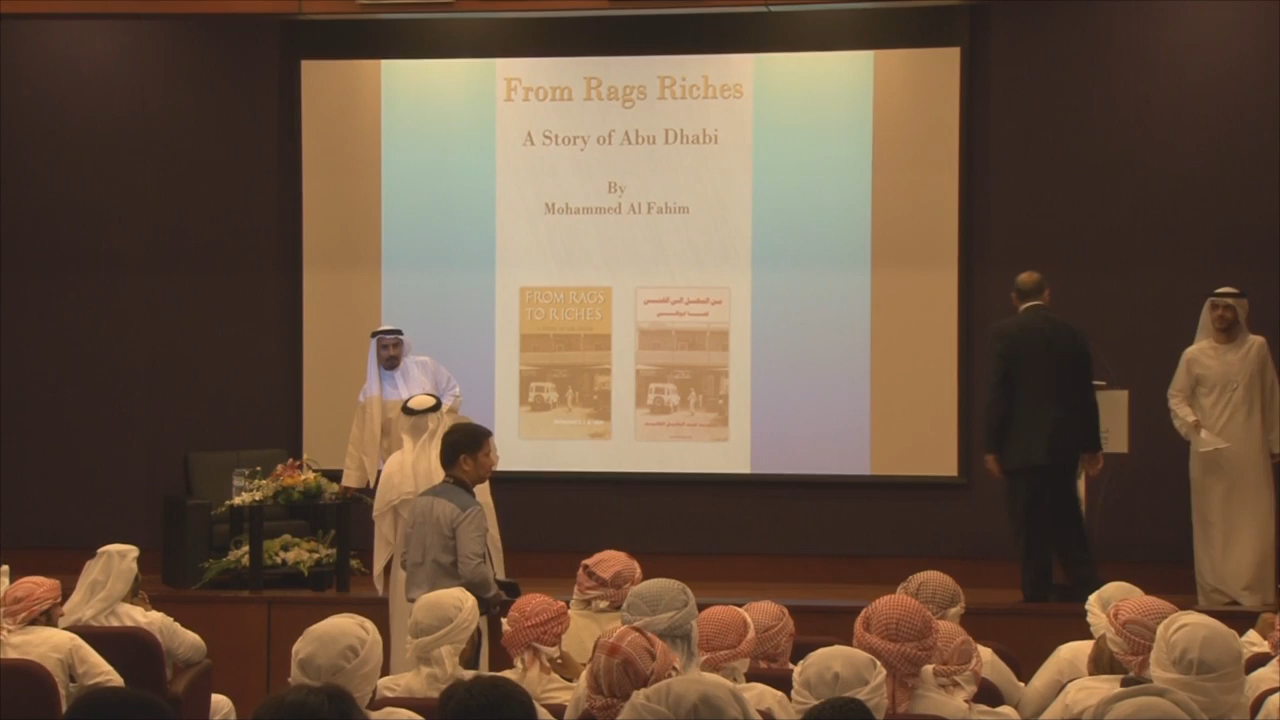 From Rags Riches
A Story of Abu Dhabi
By
Mohammed Al Fahim
FROM RAGS
TO RICHES